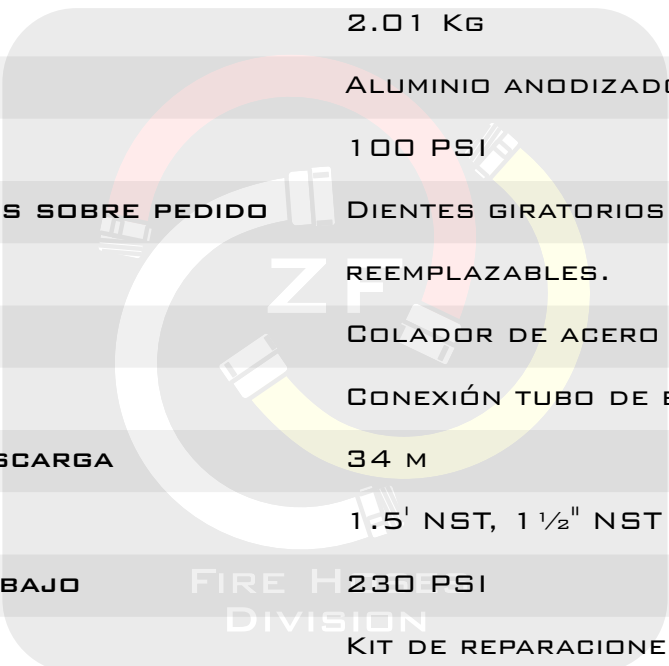 2.01 Kg
Aluminio anodizado
100 PSI
s sobre pedido Dientes giratorios
reemplazables.
ZF
Colador de acero
Conexión tubo de
scarga 34 m
1.5' NST, 1 ½" NST
bajo 230 PSI
Fire Hoses
Division
Kit de reparacione